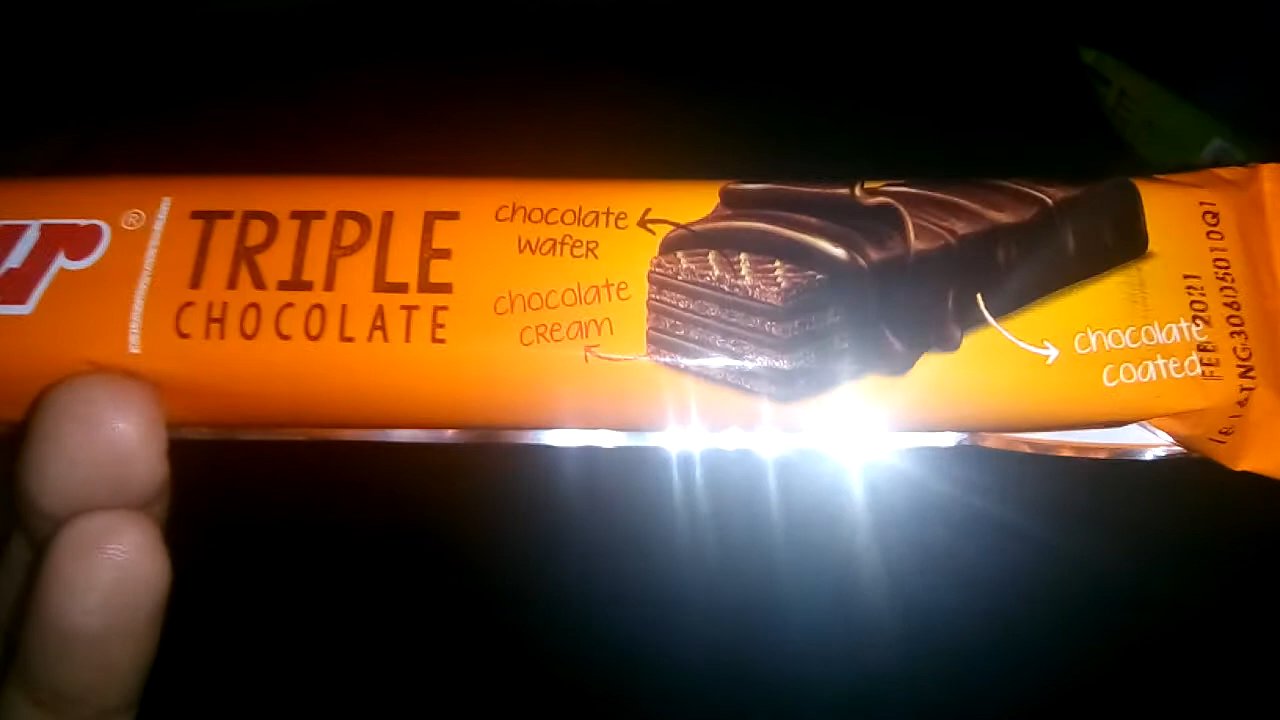 ®
TRIPLE
CHOCOLATE
chocolate
wafer
chocolate
cream
chocolate
coated
FEB 2021